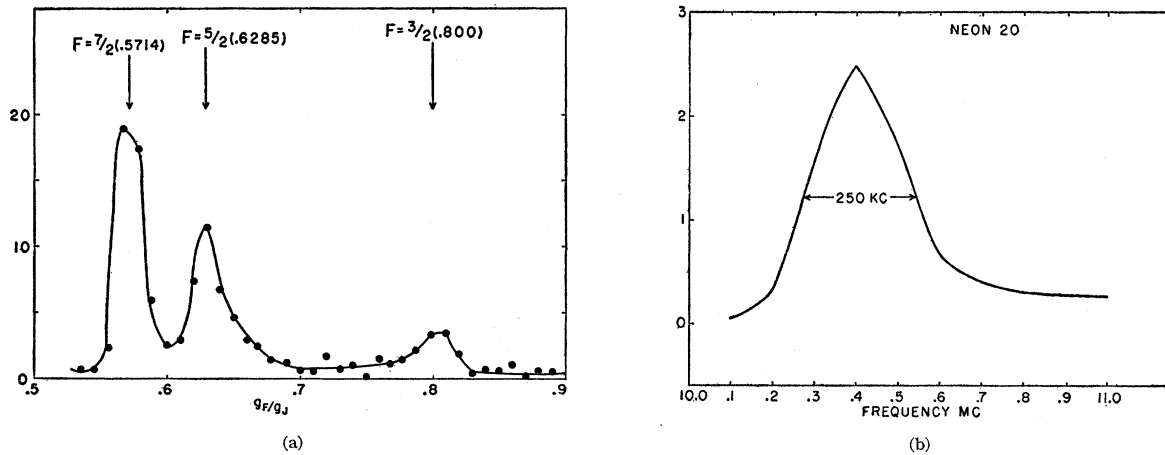 F=7/2(.5714)
F=5/2(.6285)
F=3/2(.800)
20
10
0
.5 .6 .7 .8 .9
gF/gJ
(a)
NEON 20
3
2
1
0
250 KC
10.0 .1 .2 .3 .4 .5 .6 .7 .8 .9 11.0
FREQUENCY MC
(b)